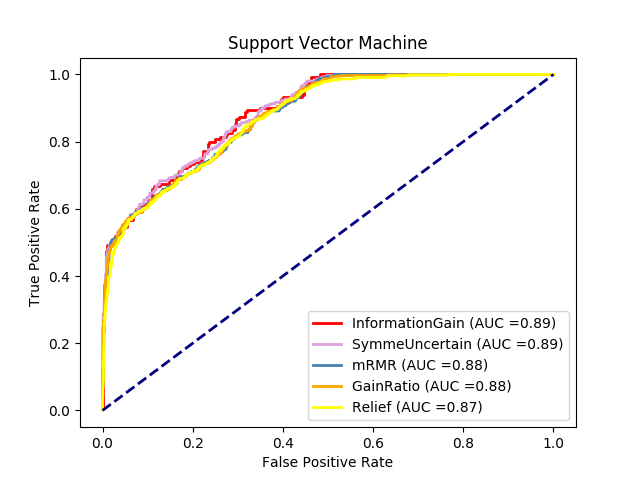 Support Vector Machine
1.0
0.8
0.6
0.4
0.2
0.0
True Positive Rate
InformationGain (AUC =0.89)
SymmeUncertain (AUC =0.89)
mRMR (AUC =0.88)
GainRatio (AUC =0.88)
Relief (AUC =0.87)
0.0 0.2 0.4 0.6 0.8 1.0
False Positive Rate